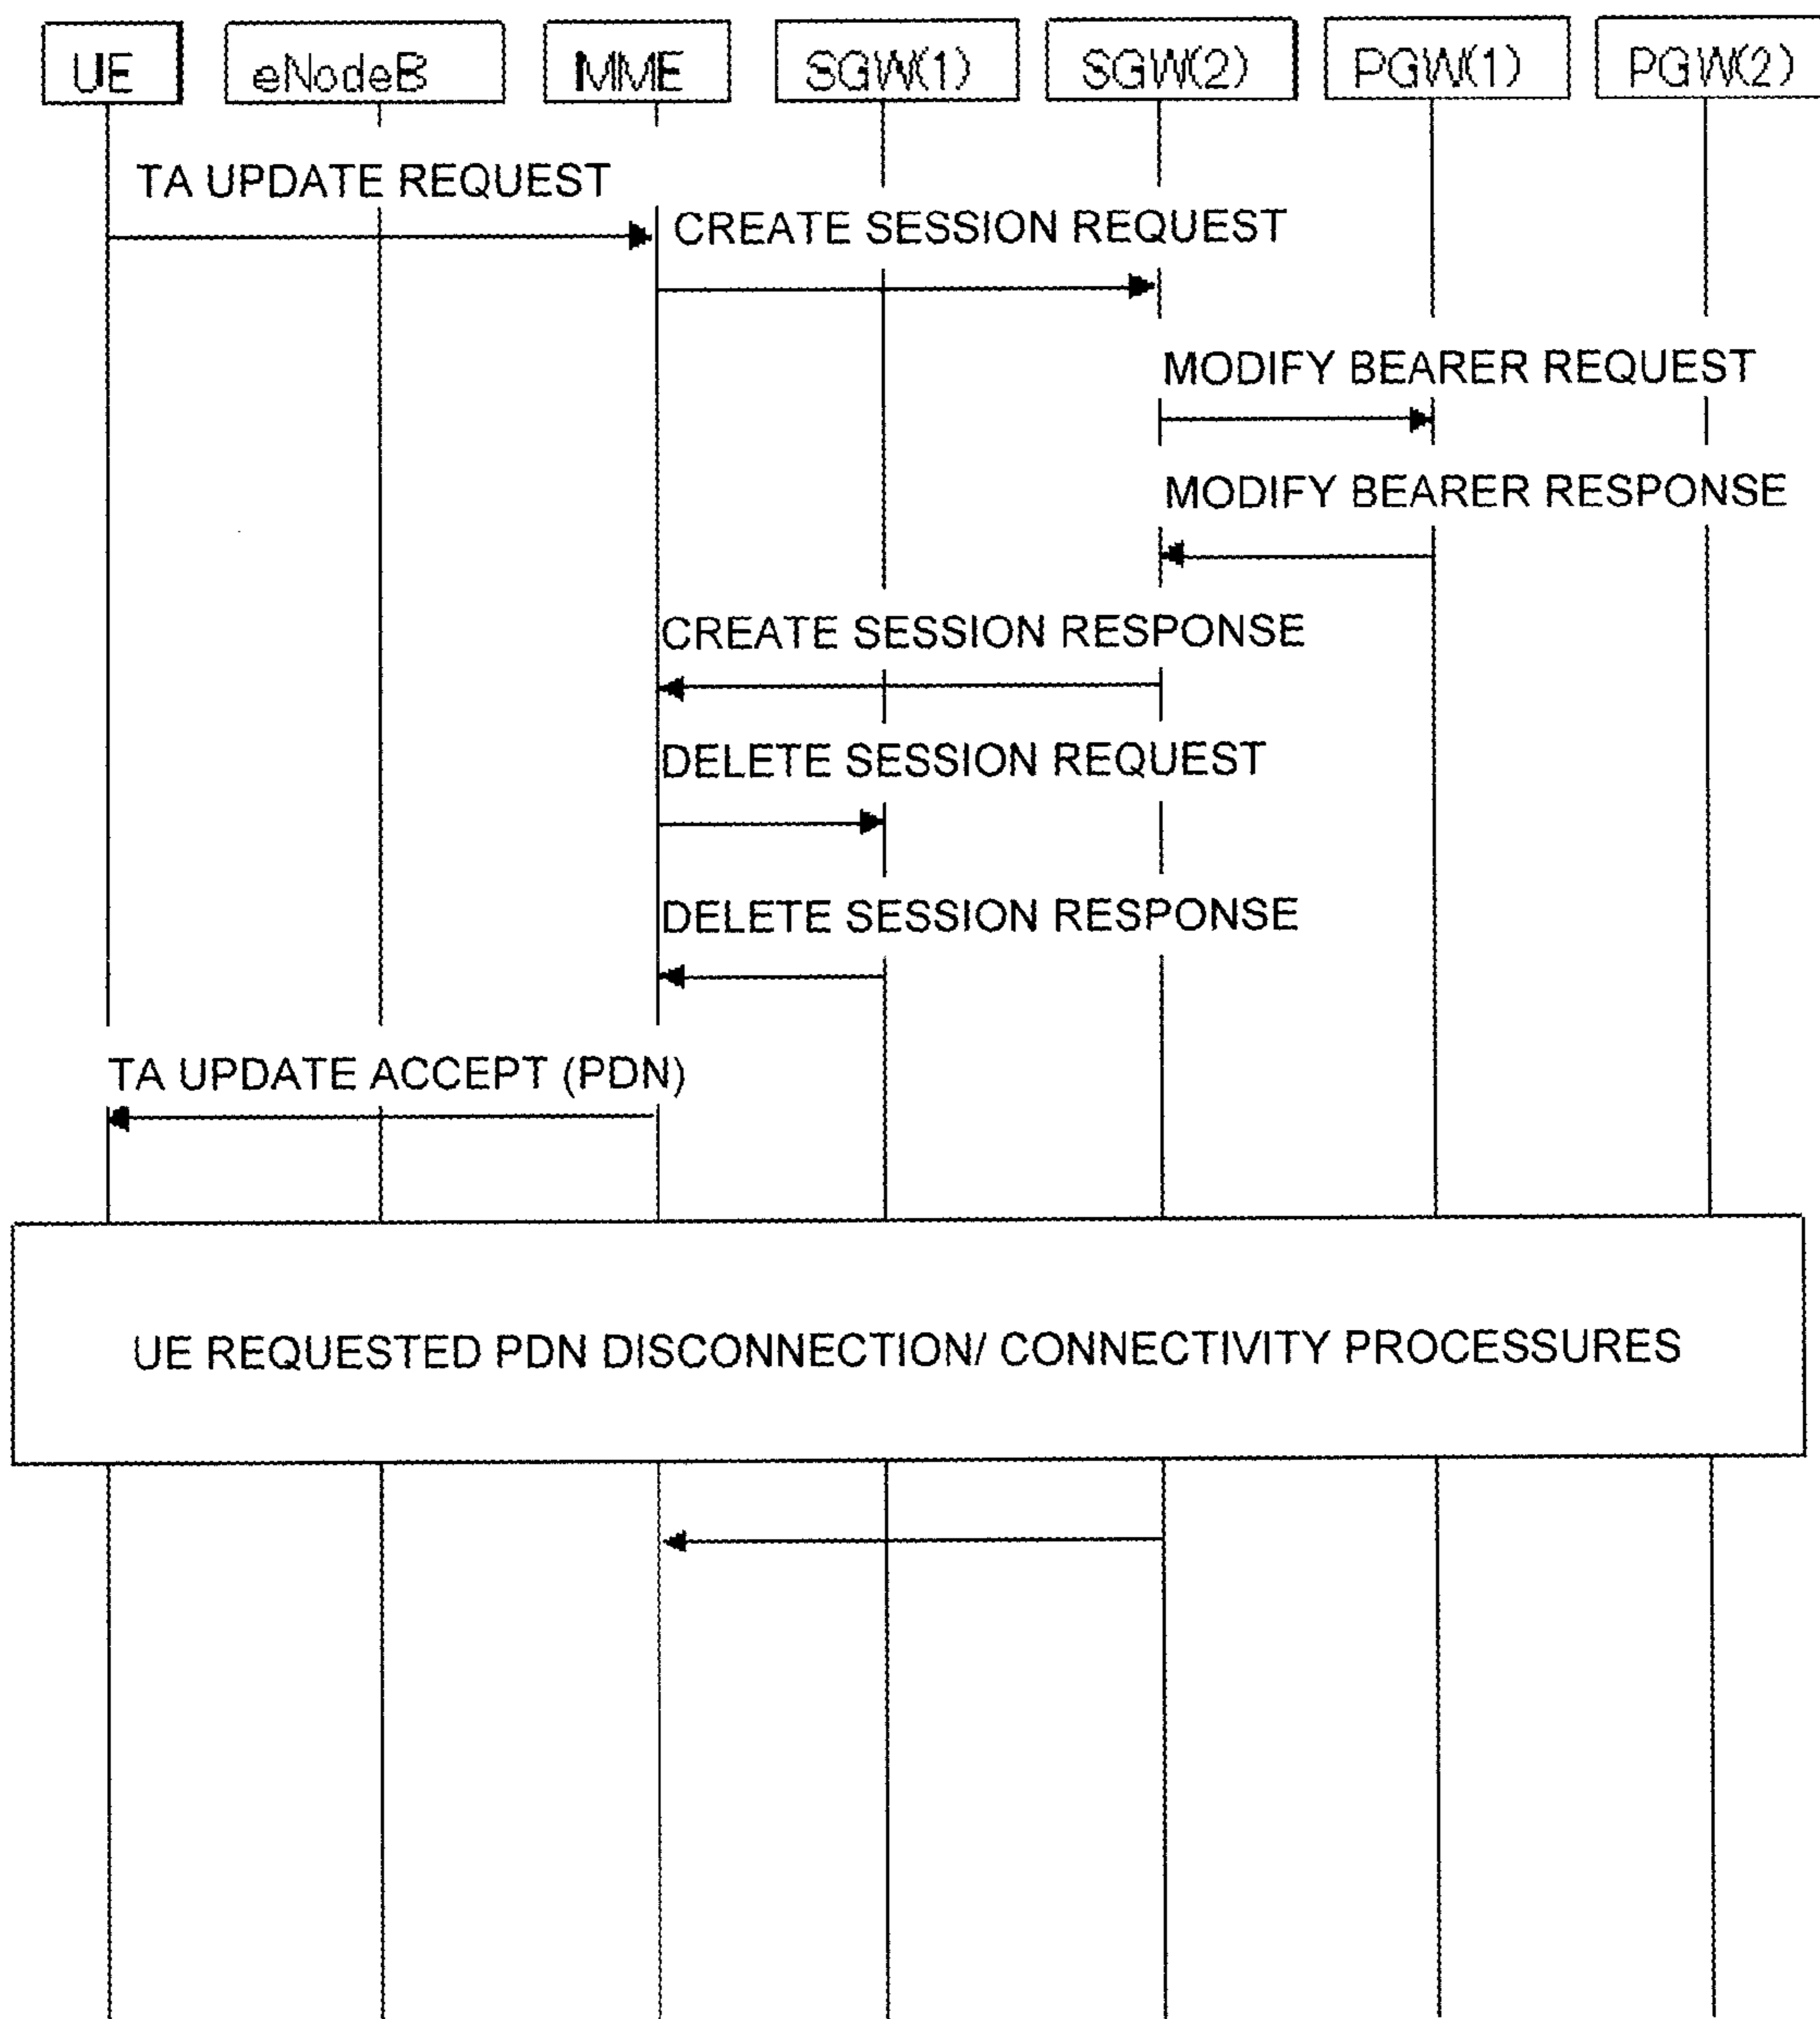 UE eNodeB MME SGW(1) SGW(2) PGW(1) PGW(2)
TA UPDATE REQUEST
CREATE SESSION REQUEST
MODIFY BEARER REQUEST
MODIFY BEARER RESPONSE
CREATE SESSION RESPONSE
DELETE SESSION REQUEST
DELETE SESSION RESPONSE
TA UPDATE ACCEPT (PDN)
UE REQUESTED PDN DISCONNECTION/ CONNECTIVITY PROCESSURES